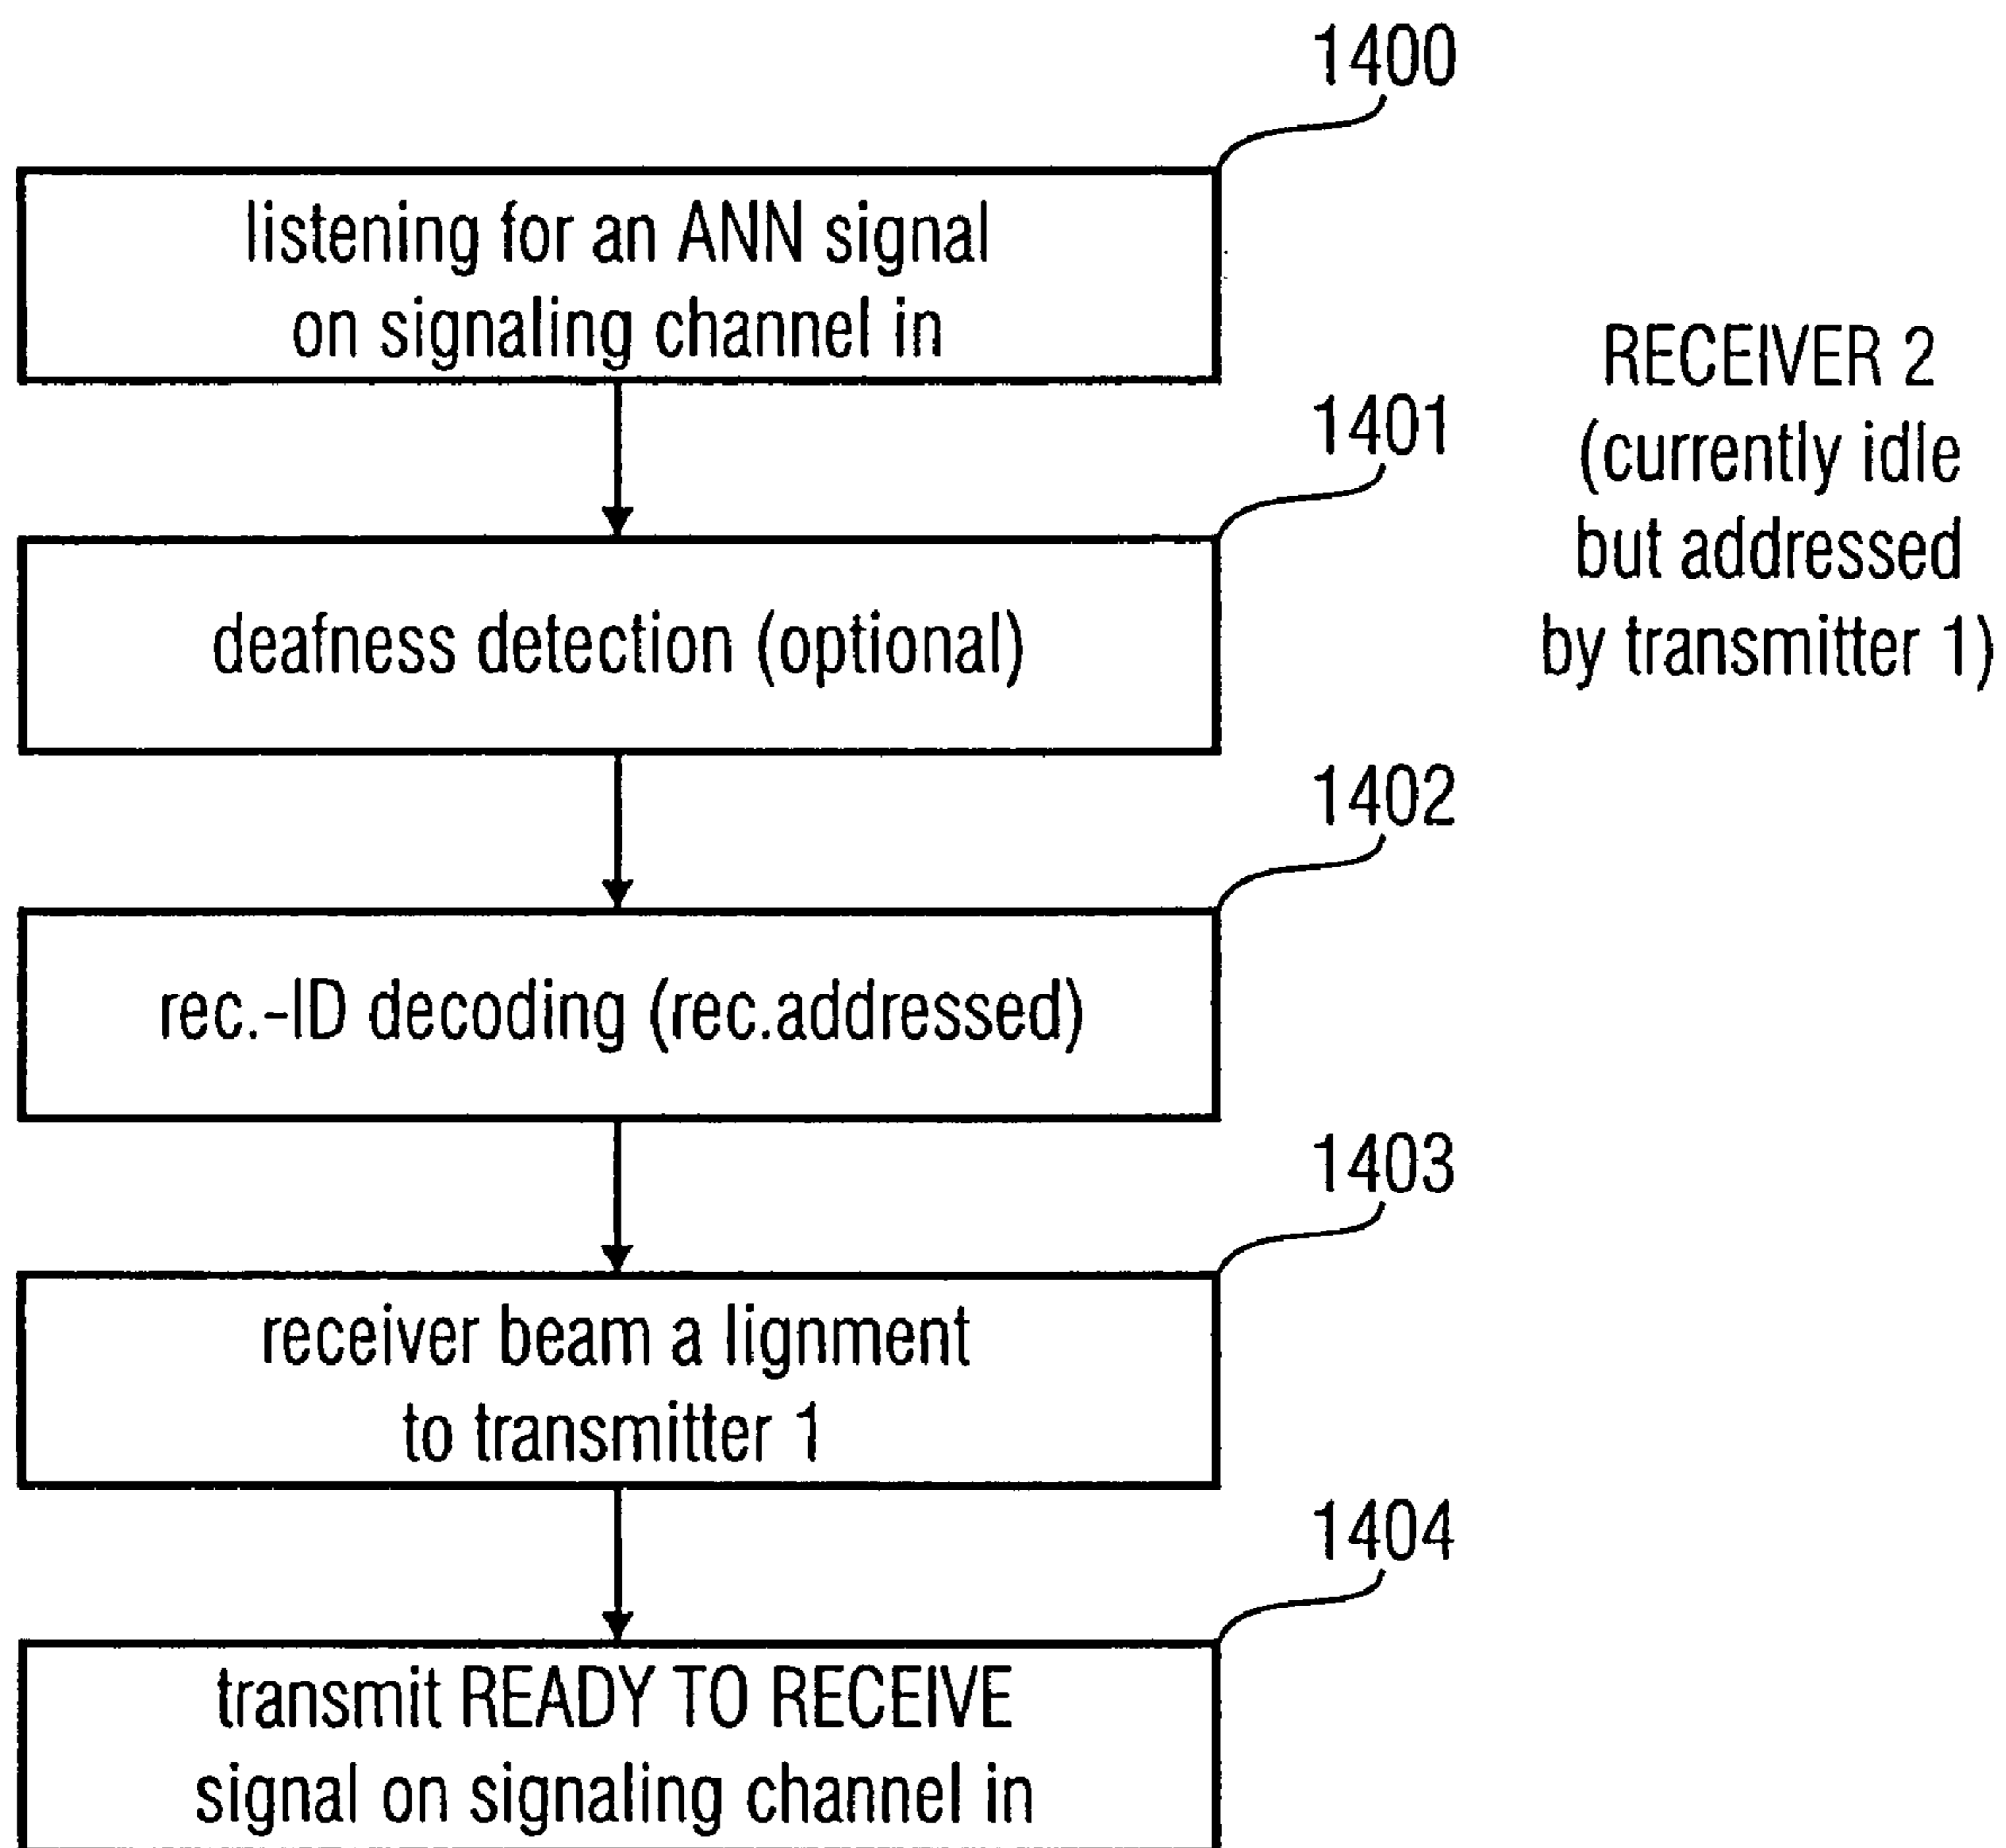 1400
listening for an ANN signal
on signaling channel in
RECEIVER 2
(currently idle
but addressed
by transmitter 1)
1401
deafness detection (optional)
1402
rec.-ID decoding (rec.addressed)
1403
receiver beam a lignment
to transmitter 1
1404
transmit READY TO RECEIVE
signal on signaling channel in